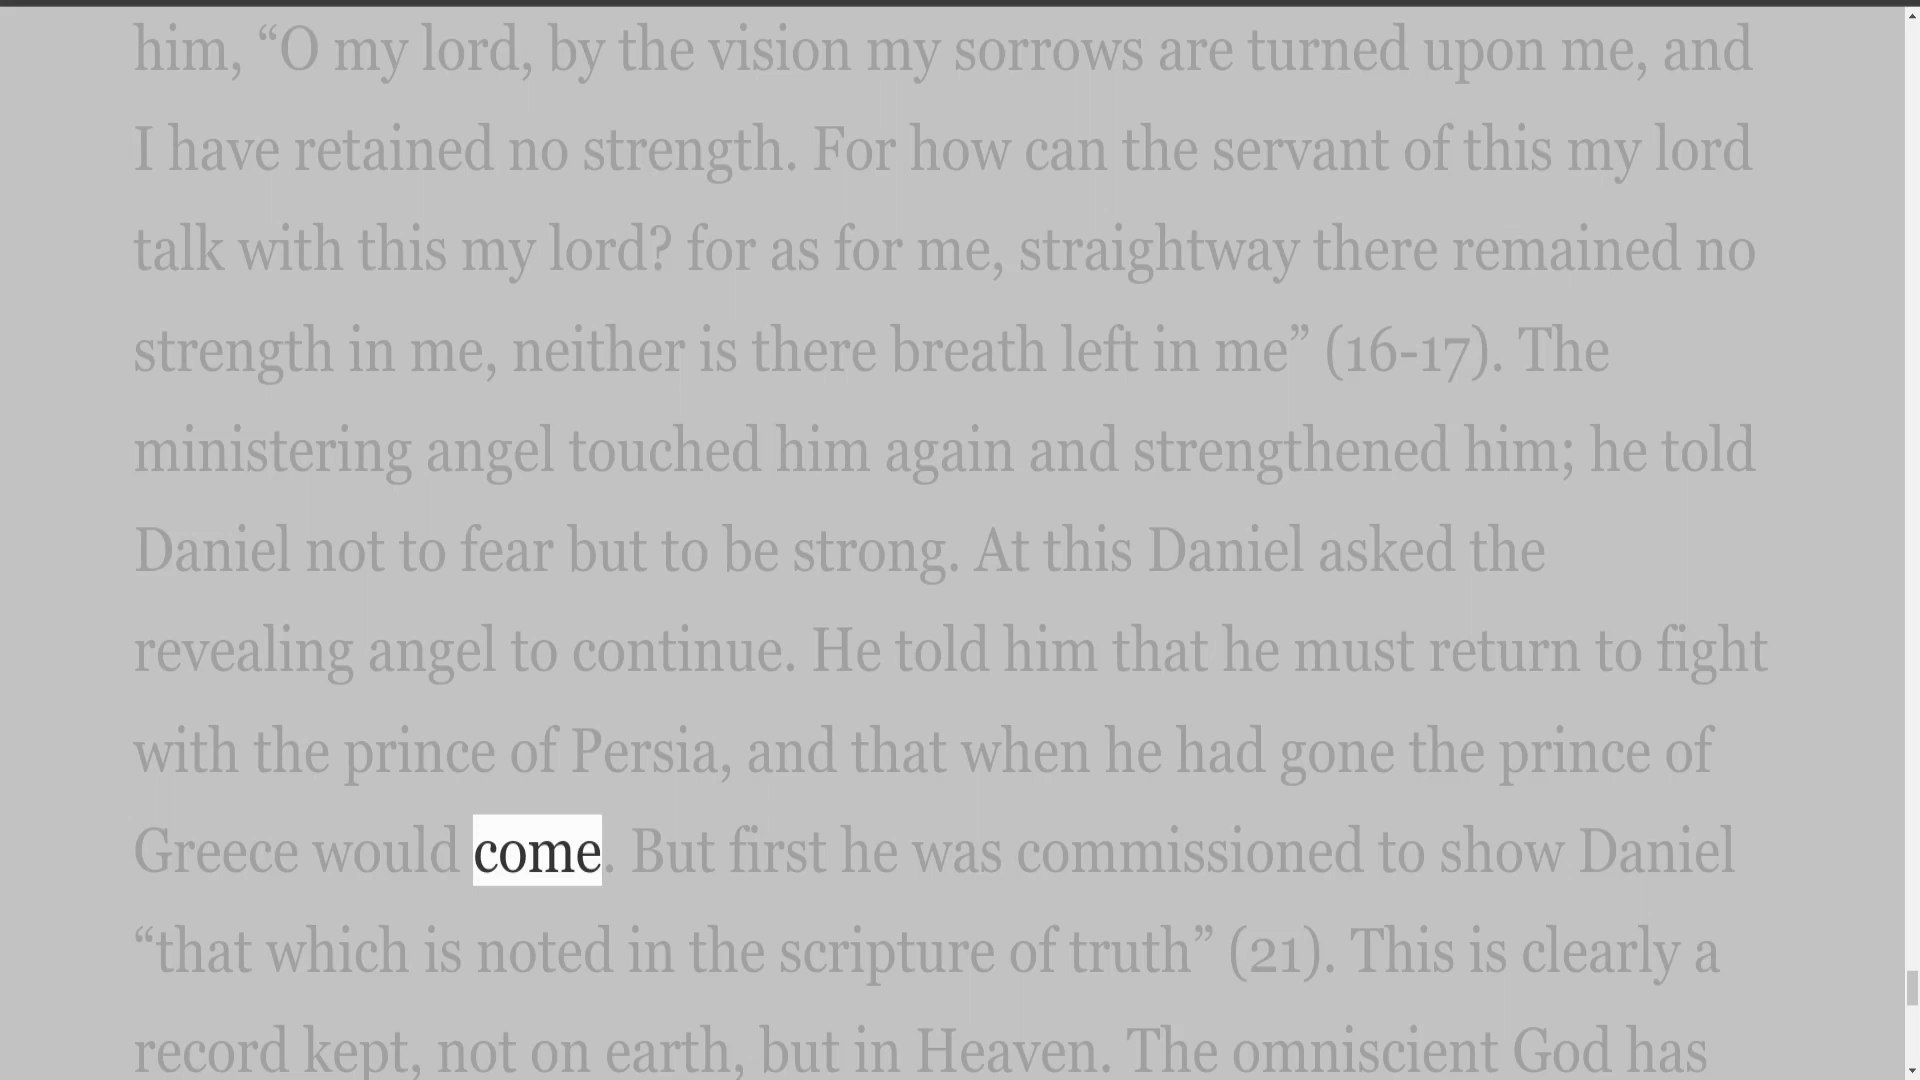 him, “O my lord, by the vision my sorrows are turned upon me, and
I have retained no strength. For how can the servant of this my lord
talk with this my lord? for as for me, straightway there remained no
strength in me, neither is there breath left in me” (16-17). The
ministering angel touched him again and strengthened him; he told
Daniel not to fear but to be strong. At this Daniel asked the
revealing angel to continue. He told him that he must return to fight
with the prince of Persia, and that when he had gone the prince of
Greece would come. But first he was commissioned to show Daniel
“that which is noted in the scripture of truth” (21). This is clearly a
record kept, not on earth, but in Heaven. The omniscient God has